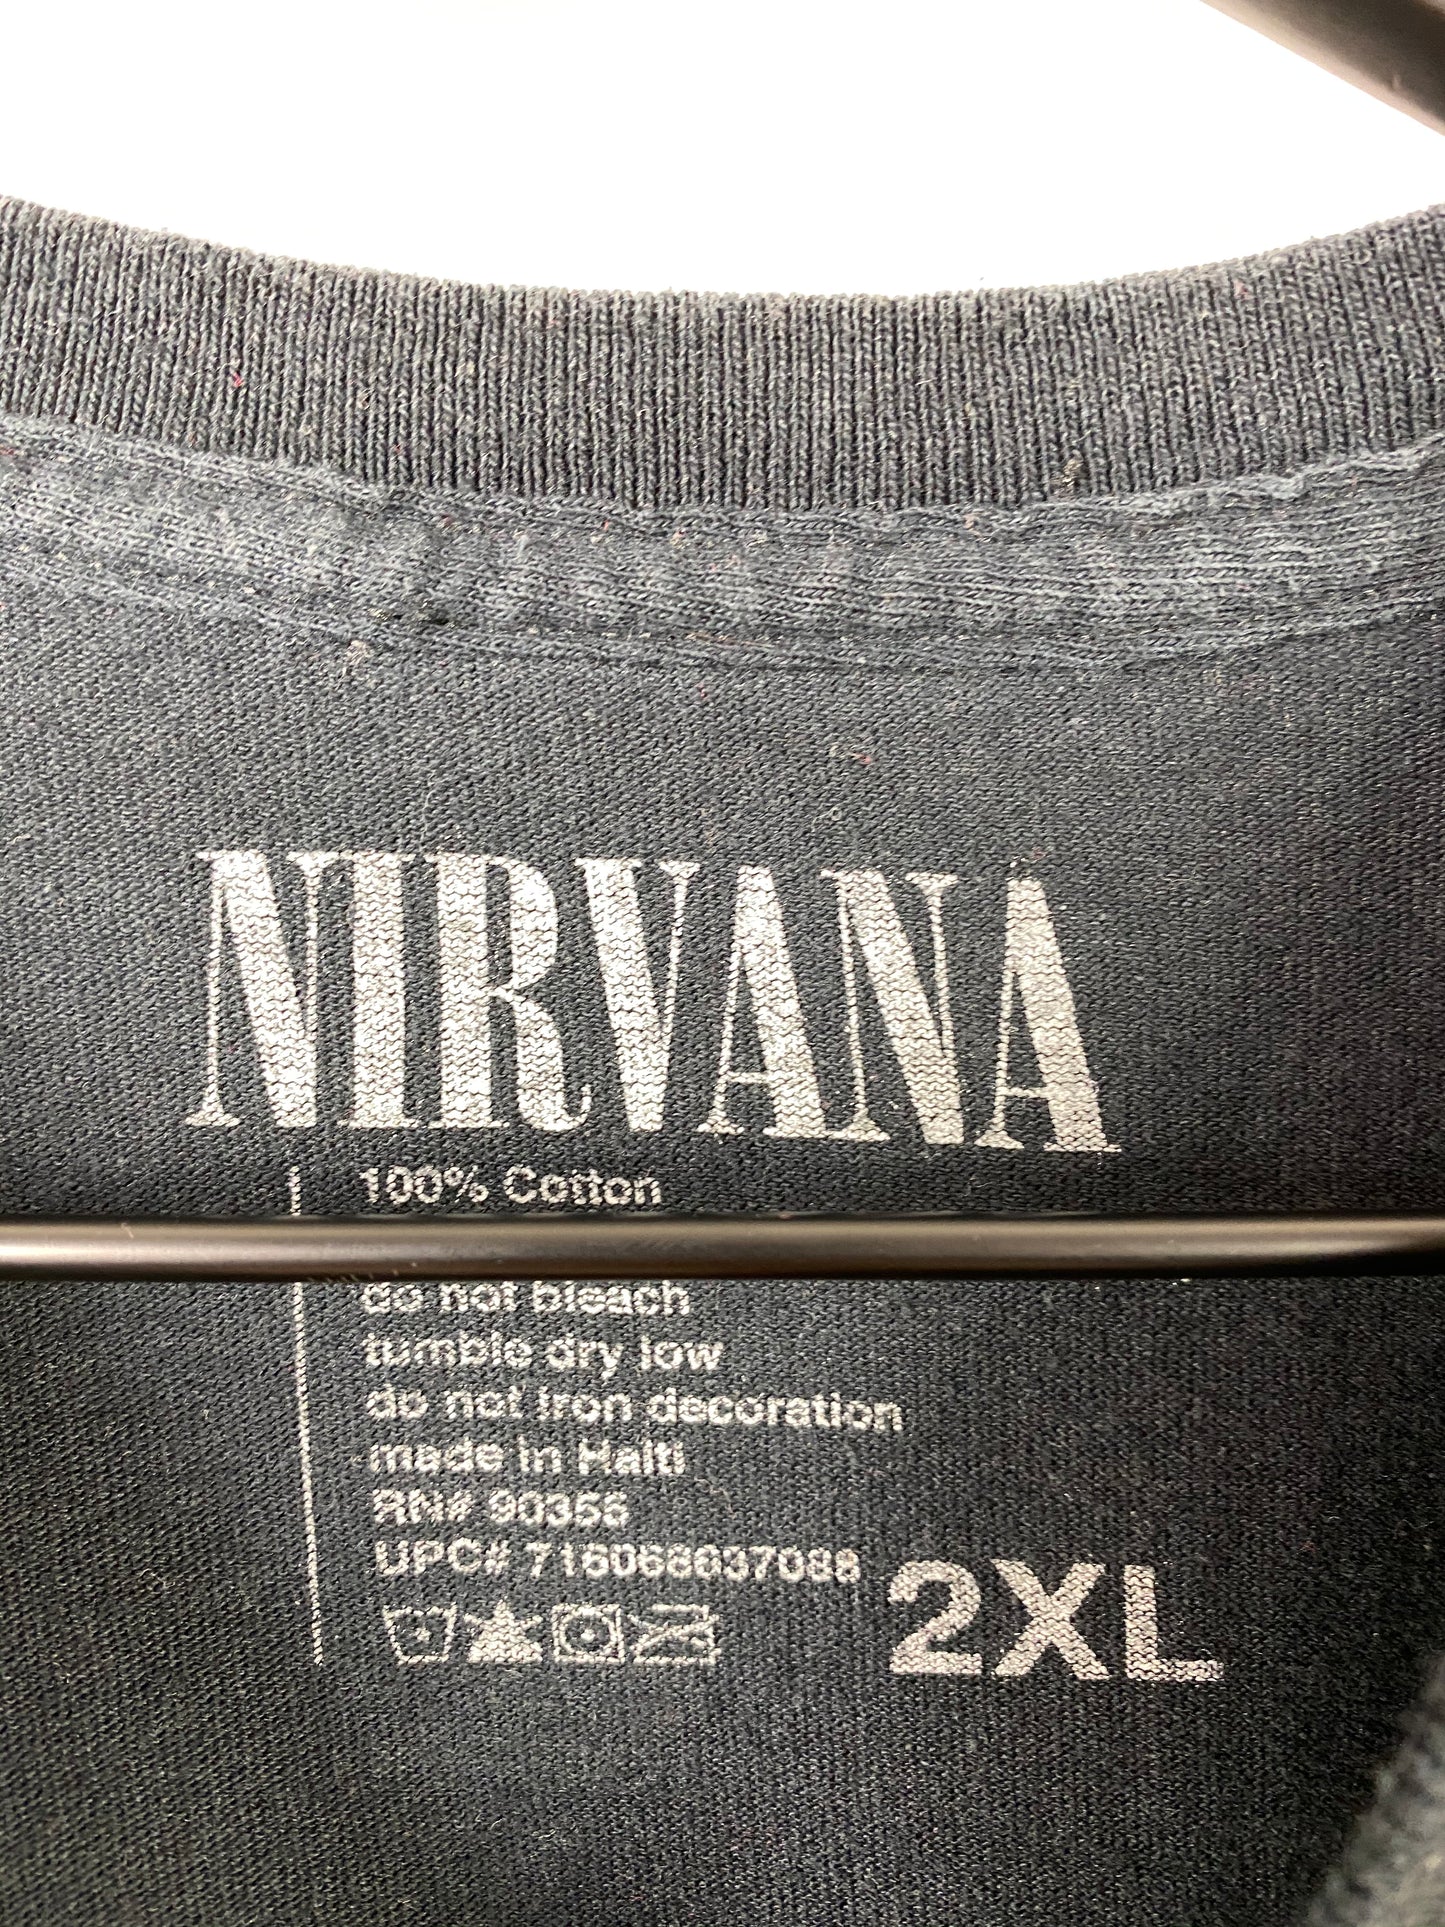 NIRVANA
100% Cotton
do not bleach
tumble dry low
do not iron decoration
made in Haiti
RN# 90356
UPC# 715068637088
2XL